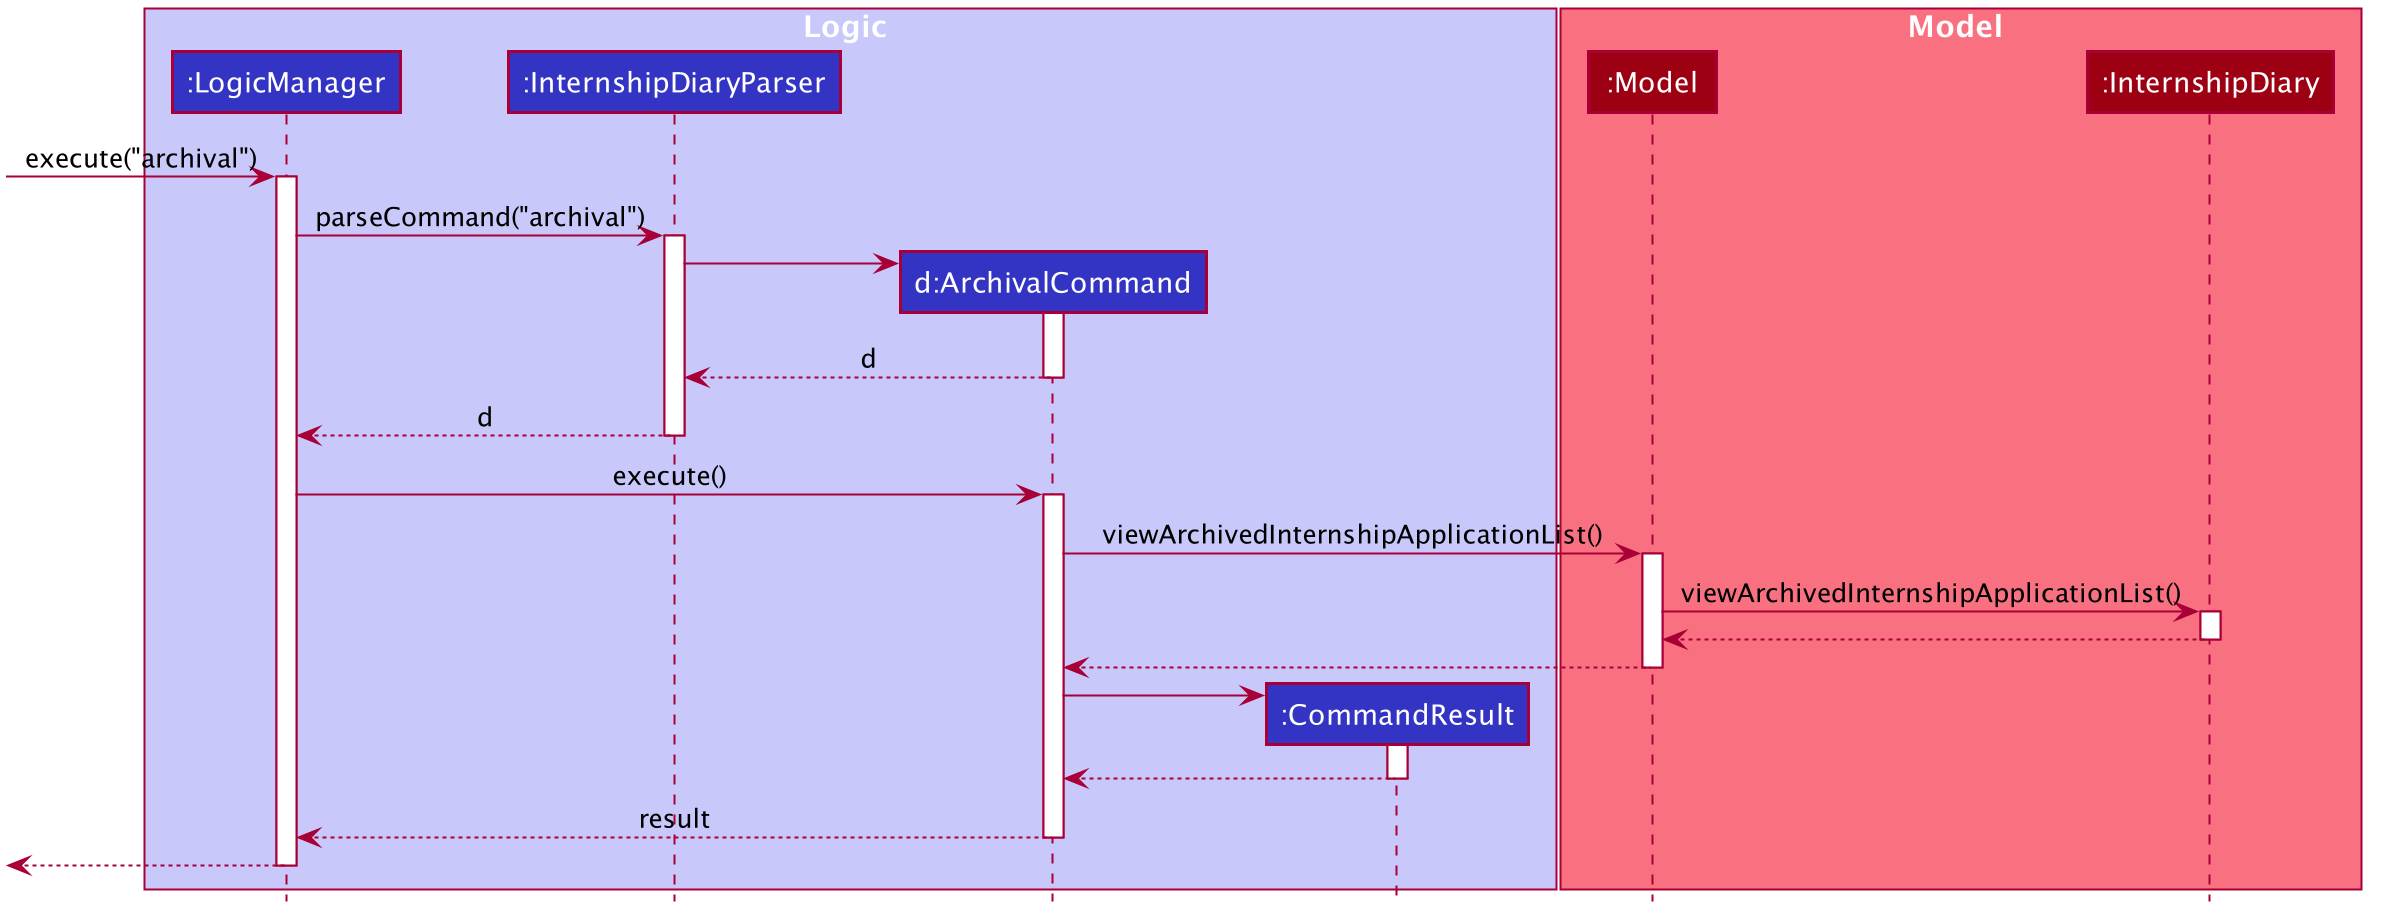 Logic
Model
:LogicManager
:InternshipDiaryParser
:Model
:InternshipDiary
execute("archival")
parseCommand("archival")
d:ArchivalCommand
d
d
execute()
viewArchivedInternshipApplicationList()
viewArchivedInternshipApplicationList()
:CommandResult
result